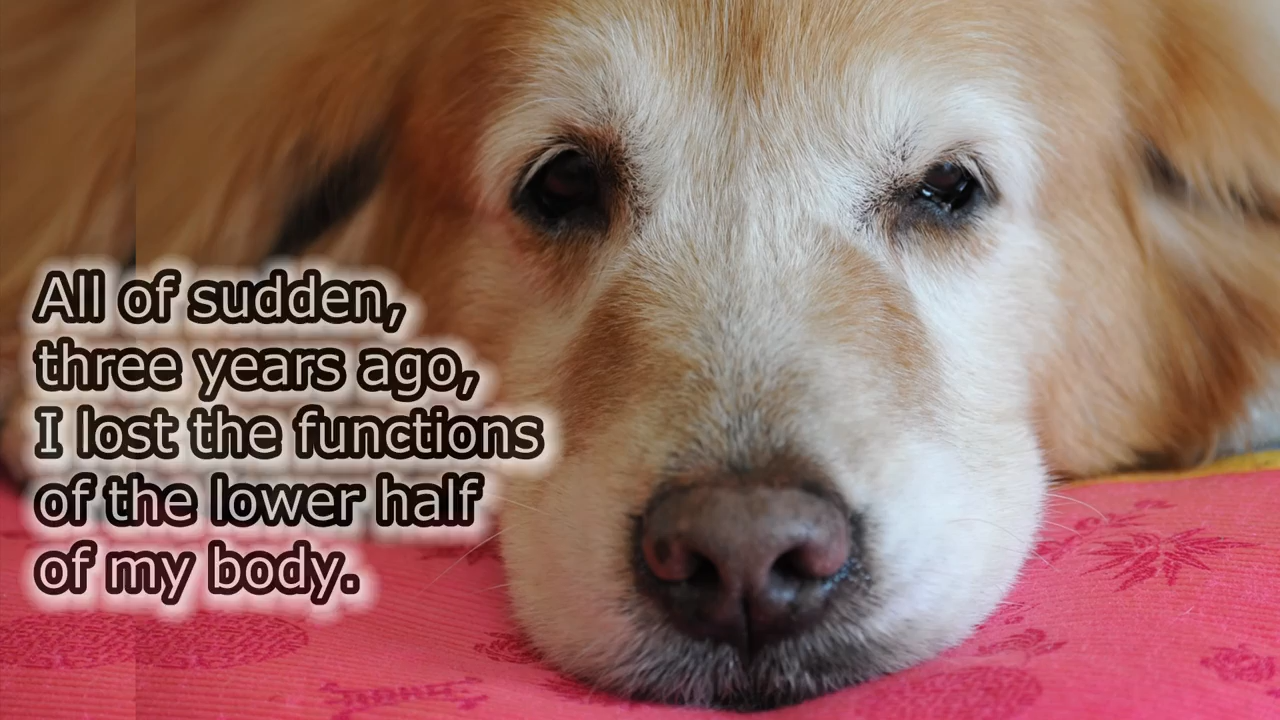 All of sudden,
three years ago,
I lost the functions
of the lower half
of my body.